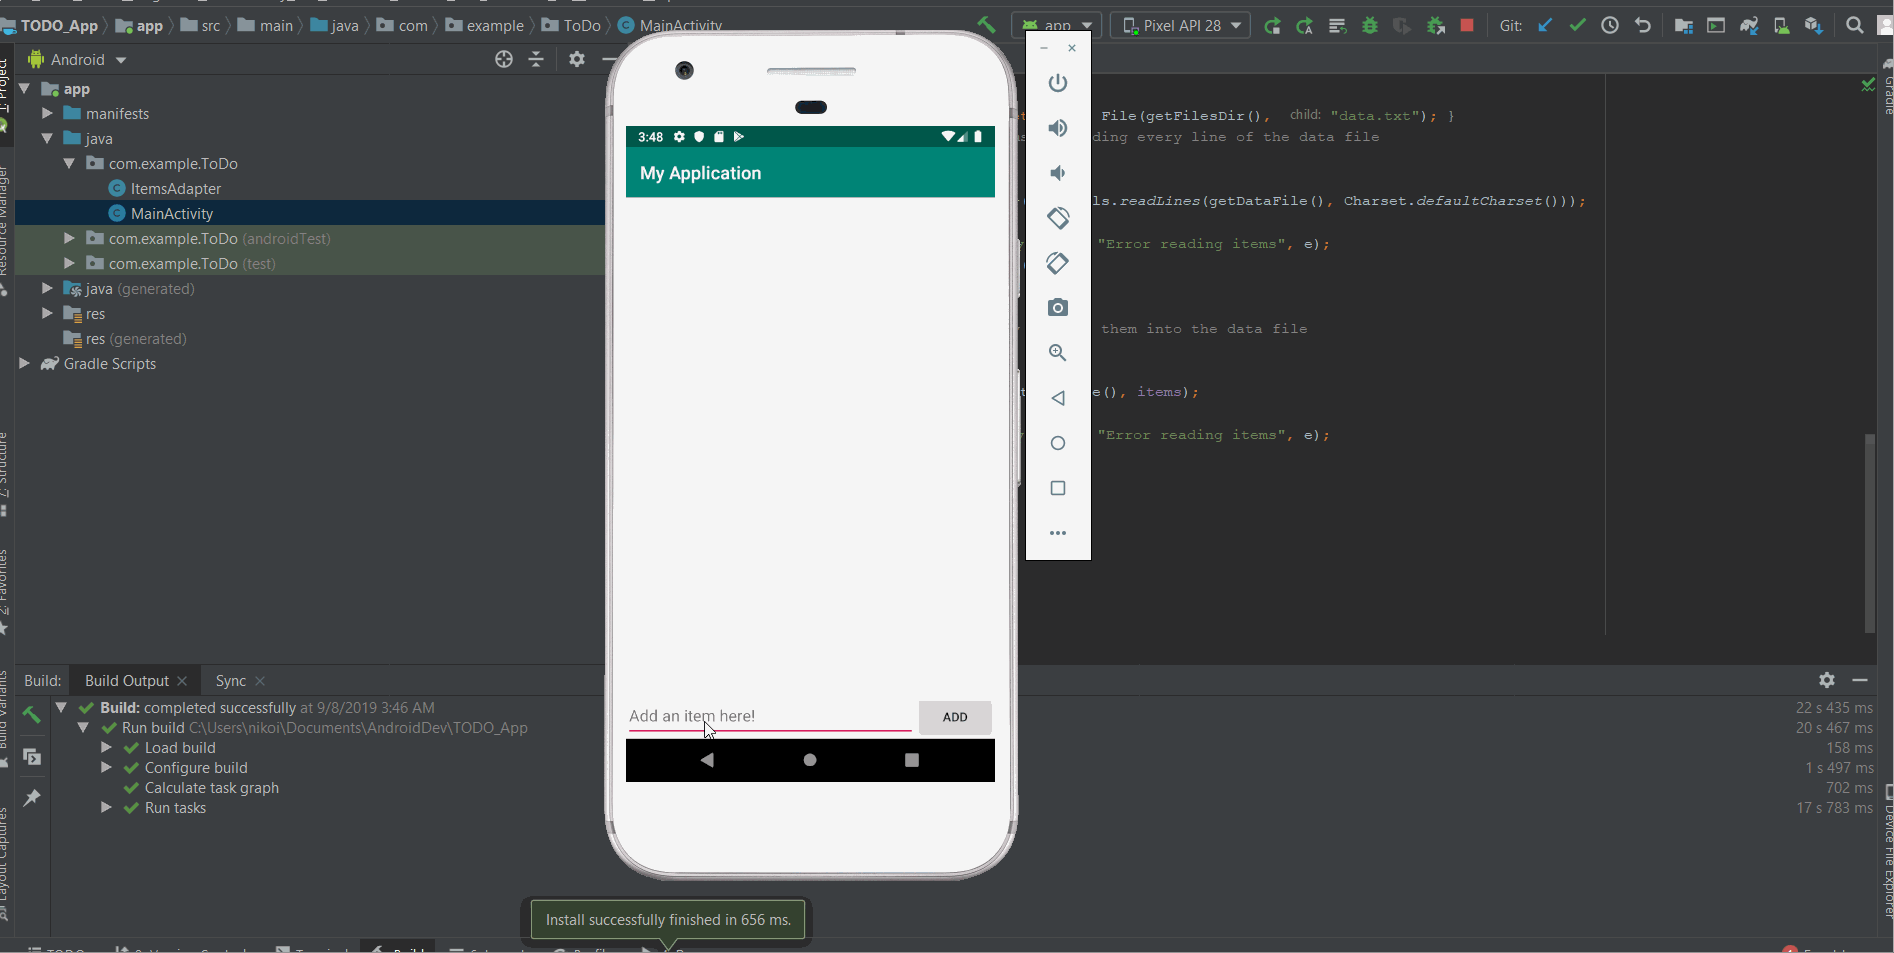 TODO_App app src main java com example ToDo MainActivity
app
Pixel API 28
Git:
Android
1: Project
Resource Manager
Z: Structure
2: Favorites
Build Variants
Layout Captures
Gradle
Device File Explorer
app
manifests
java
com.example.ToDo
ItemsAdapter
MainActivity
com.example.ToDo (androidTest)
com.example.ToDo (test)
java (generated)
res
res (generated)
Gradle Scripts
3:48
My Application
Add an item here!
ADD
File(getFilesDir(), child: "data.txt"); }
ding every line of the data file
ls.readLines(getDataFile(), Charset.defaultCharset()));
"Error reading items", e);
them into the data file
e(), items);
"Error reading items", e);
Build: Build Output Sync
Build: completed successfully at 9/8/2019 3:46 AM 22 s 435 ms
Run build C:\Users\nikoi\Documents\AndroidDev\TODO_App 20 s 467 ms
Load build 158 ms
Configure build 1 s 497 ms
Calculate task graph 702 ms
Run tasks 17 s 783 ms
Install successfully finished in 656 ms.